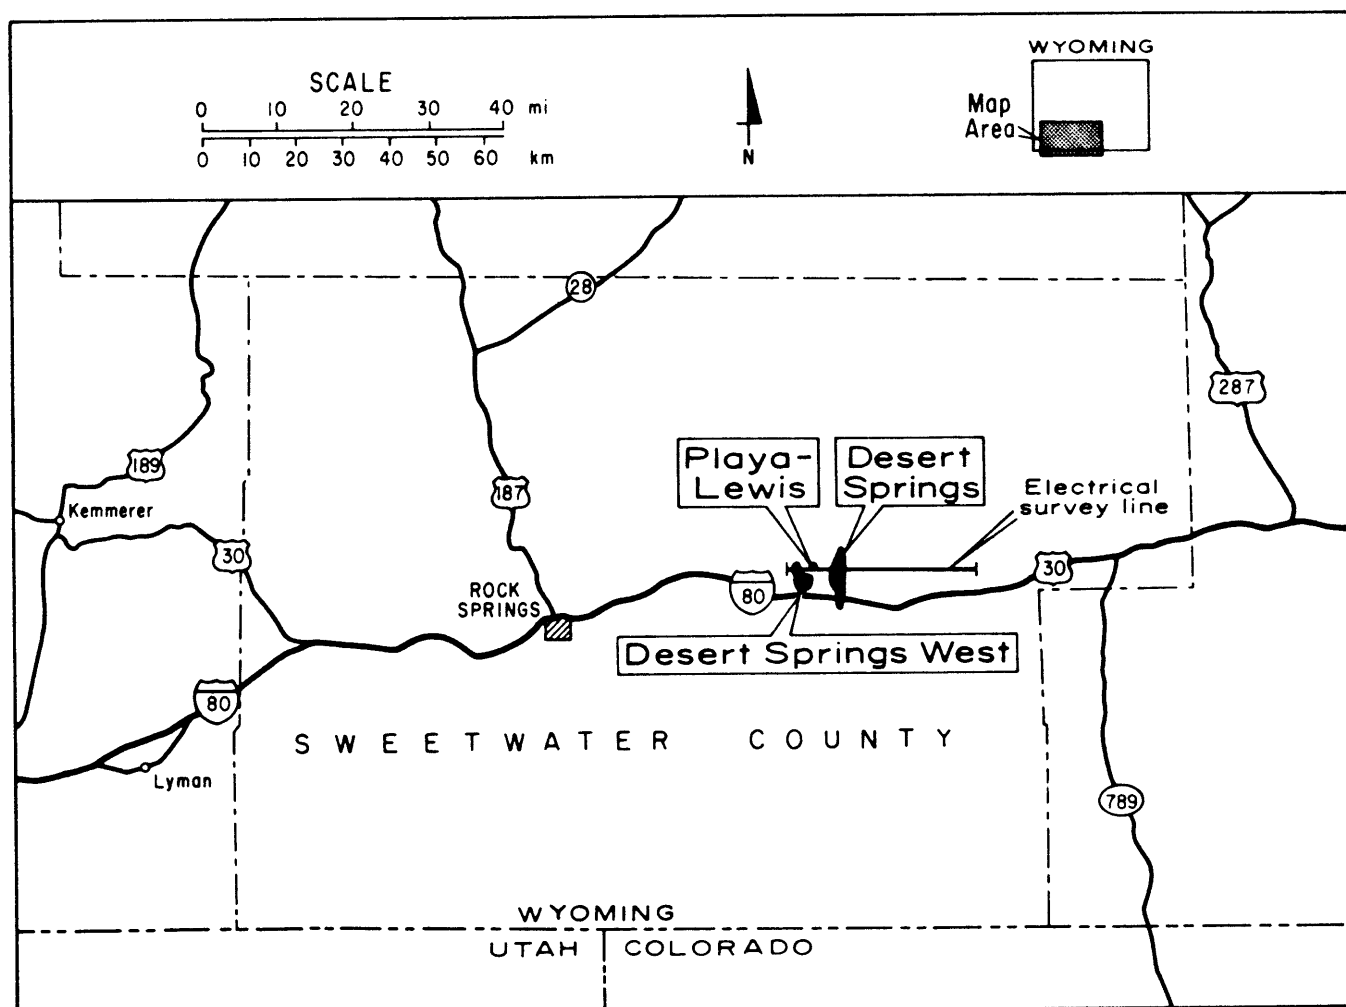 SCALE
0 10 20 30 40 mi
0 10 20 30 40 50 60 km
N
WYOMING
Map
Area
28
287
189
187
Kemmerer
Playa-
Lewis
Desert
Springs
Electrical
survey line
30
30
80
ROCK
SPRINGS
Desert Springs West
80
SWEETWATER COUNTY
Lyman
789
WYOMING
UTAH COLORADO